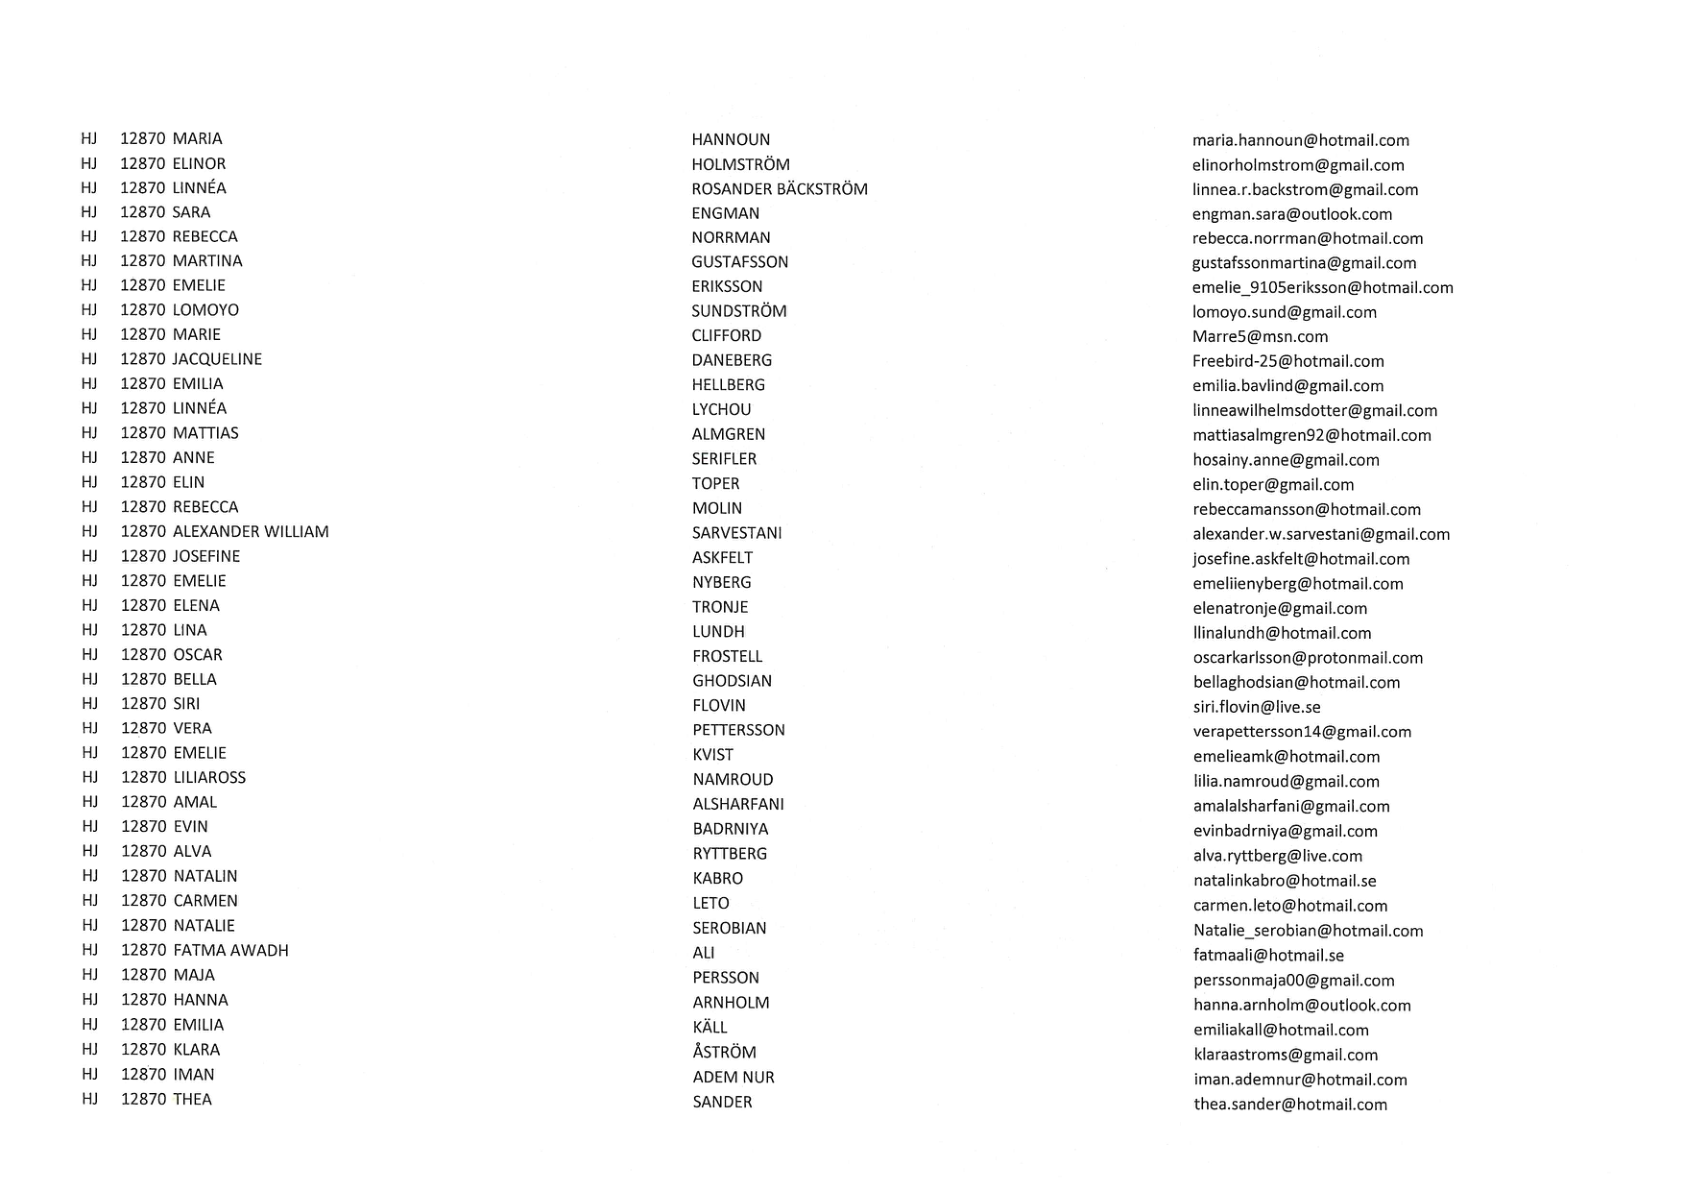 HJ 12870 MARIA HANNOUN maria.hannoun@hotmail.com
HJ 12870 ELINOR HOLMSTRÖM elinorholmstrom@gmail.com
HJ 12870 LINNÉA ROSANDER BÄCKSTRÖM linnea.r.backstrom@gmail.com
HJ 12870 SARA ENGMAN engman.sara@outlook.com
HJ 12870 REBECCA NORRMAN rebecca.norrman@hotmail.com
HJ 12870 MARTINA GUSTAFSSON gustafssonmartina@gmail.com
HJ 12870 EMELIE ERIKSSON emelie_9105eriksson@hotmail.com
HJ 12870 LOMOYO SUNDSTRÖM lomoyo.sund@gmail.com
HJ 12870 MARIE CLIFFORD Marre5@msn.com
HJ 12870 JACQUELINE DANEBERG Freebird-25@hotmail.com
HJ 12870 EMILIA HELLBERG emilia.bavlind@gmail.com
HJ 12870 LINNÉA LYCHOU linneawilhelmsdotter@gmail.com
HJ 12870 MATTIAS ALMGREN mattiasalmgren92@hotmail.com
HJ 12870 ANNE SERIFLER hosainy.anne@gmail.com
HJ 12870 ELIN TOPER elin.toper@gmail.com
HJ 12870 REBECCA MOLIN rebeccamansson@hotmail.com
HJ 12870 ALEXANDER WILLIAM SARVESTANI alexander.w.sarvestani@gmail.com
HJ 12870 JOSEFINE ASKFELT josefine.askfelt@hotmail.com
HJ 12870 EMELIE NYBERG emeliienyberg@hotmail.com
HJ 12870 ELENA TRONJE elenatronje@gmail.com
HJ 12870 LINA LUNDH llinalundh@hotmail.com
HJ 12870 OSCAR FROSTELL oscarkarlsson@protonmail.com
HJ 12870 BELLA GHODSIAN bellaghodsian@hotmail.com
HJ 12870 SIRI FLOVIN siri.flovin@live.se
HJ 12870 VERA PETTERSSON verapettersson14@gmail.com
HJ 12870 EMELIE KVIST emelieamk@hotmail.com
HJ 12870 LILIAROSS NAMROUD lilia.namroud@gmail.com
HJ 12870 AMAL ALSHARFANI amalalsharfani@gmail.com
HJ 12870 EVIN BADRNIYA evinbadrniya@gmail.com
HJ 12870 ALVA RYTTBERG alva.ryttberg@live.com
HJ 12870 NATALIN KABRO natalinkabro@hotmail.se
HJ 12870 CARMEN LETO carmen.leto@hotmail.com
HJ 12870 NATALIE SEROBIAN Natalie_serobian@hotmail.com
HJ 12870 FATMA AWADH ALI fatmaali@hotmail.se
HJ 12870 MAJA PERSSON perssonmaja00@gmail.com
HJ 12870 HANNA ARNHOLM hanna.arnholm@outlook.com
HJ 12870 EMILIA KÄLL emiliakall@hotmail.com
HJ 12870 KLARA ÅSTRÖM klaraastroms@gmail.com
HJ 12870 IMAN ADEM NUR iman.ademnur@hotmail.com
HJ 12870 THEA SANDER thea.sander@hotmail.com